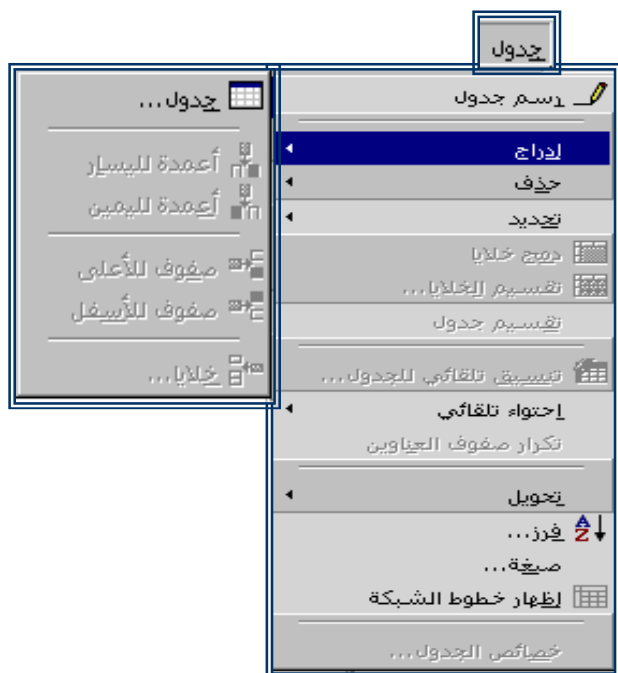 جدول
رسم جدول
إدراج
حذف
تحديد
دمج خلايا
تقسيم الخلايا...
تقسيم جدول
تنسيق تلقائي للجدول...
احتواء تلقائي
تكرار صفوف العناوين
تحويل
فرز...
صيغة...
إظهار خطوط الشبكة
خصائص الجدول...
جدول...
أعمدة لليسار
أعمدة لليمين
صفوف للأعلى
صفوف للأسفل
خلايا...